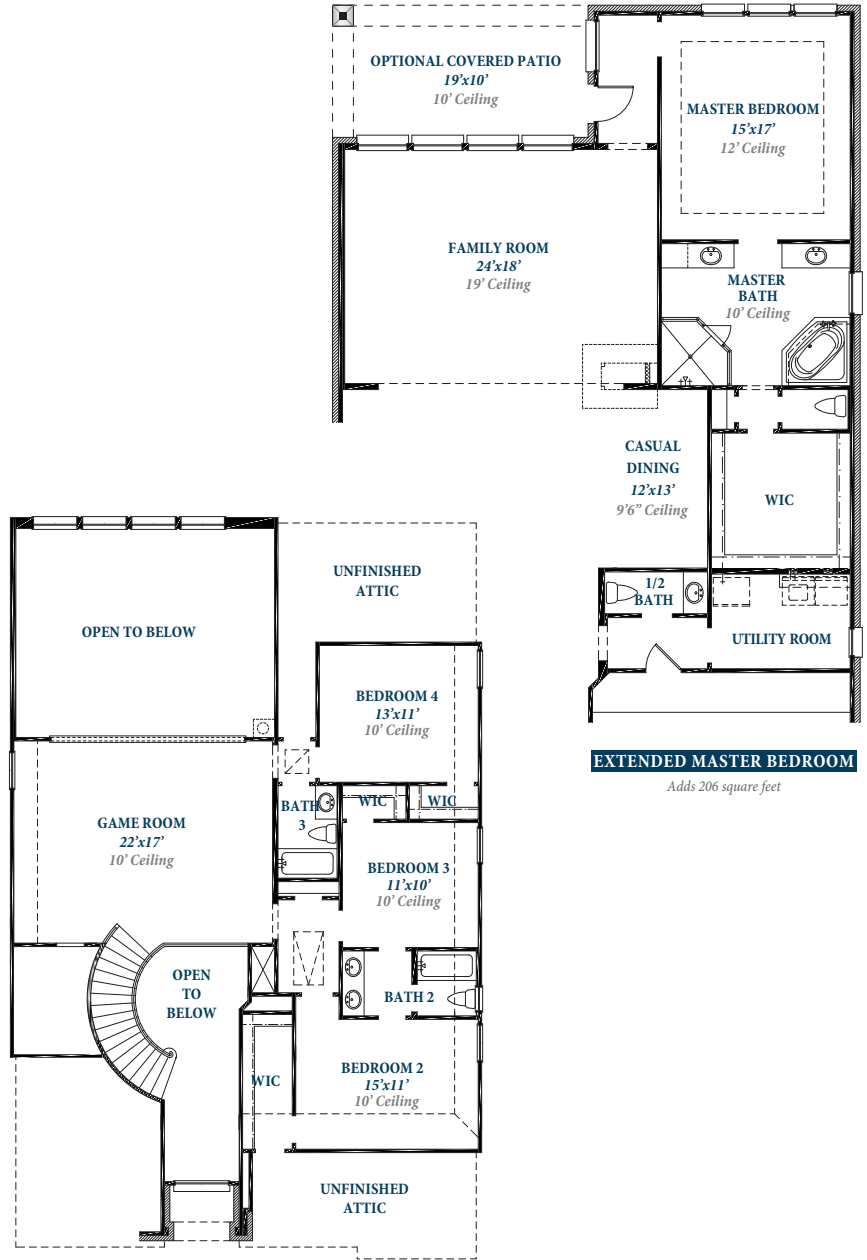 OPTIONAL COVERED PATIO
19'x10'
10' Ceiling
MASTER BEDROOM
15'x17'
12' Ceiling
FAMILY ROOM
24'x18'
19' Ceiling
MASTER
BATH
10' Ceiling
CASUAL
DINING
12'x13'
9'6" Ceiling
WIC
1/2
BATH
UTILITY ROOM
EXTENDED MASTER BEDROOM
Adds 206 square feet
UNFINISHED
ATTIC
OPEN TO BELOW
BEDROOM 4
13'x11'
10' Ceiling
BATH
3
WIC
WIC
GAME ROOM
22'x17'
10' Ceiling
BEDROOM 3
11'x10'
10' Ceiling
OPEN
TO
BELOW
BATH 2
WIC
BEDROOM 2
15'x11'
10' Ceiling
UNFINISHED
ATTIC